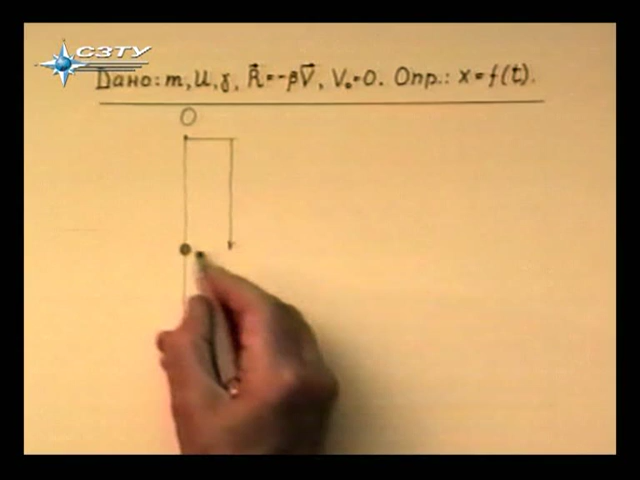 СЗТУ
Дано: m, u, γ, R⃗=-βV⃗, V₀=0. Опр.: x=f(t).
O